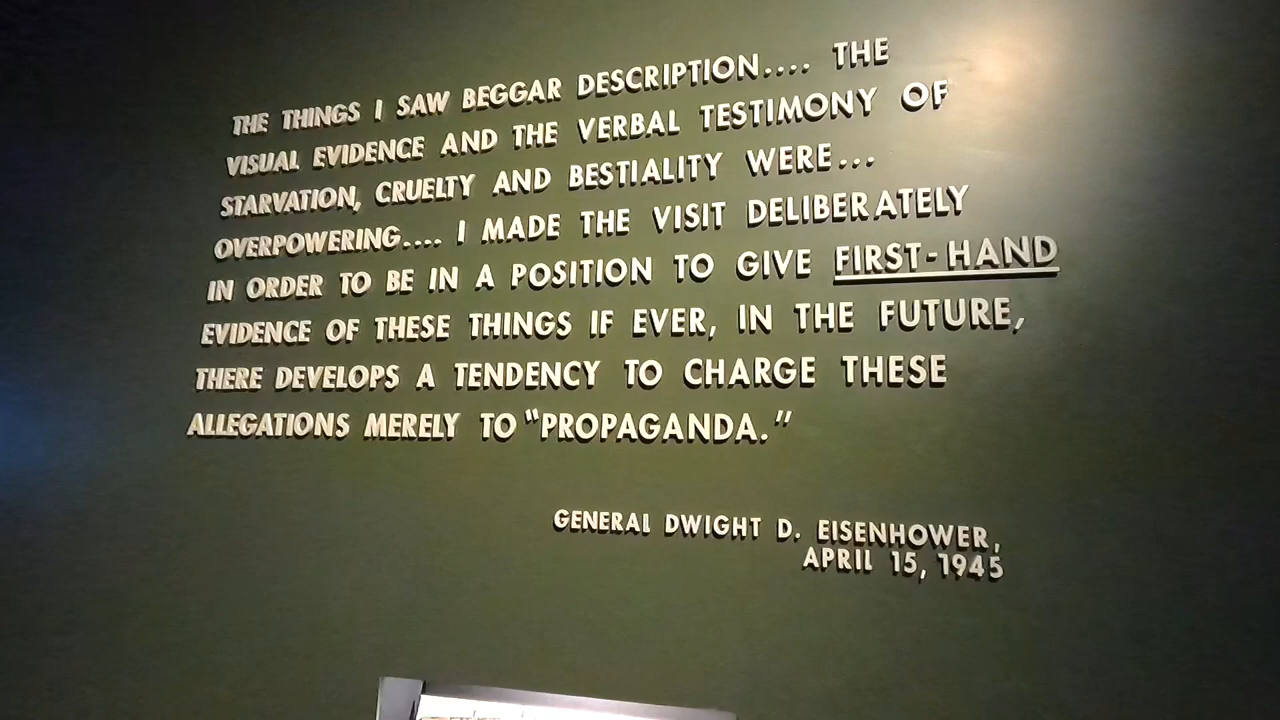 THE THINGS I SAW BEGGAR DESCRIPTION.... THE
VISUAL EVIDENCE AND THE VERBAL TESTIMONY OF
STARVATION, CRUELTY AND BESTIALITY WERE...
OVERPOWERING.... I MADE THE VISIT DELIBERATELY
IN ORDER TO BE IN A POSITION TO GIVE FIRST-HAND
EVIDENCE OF THESE THINGS IF EVER, IN THE FUTURE,
THERE DEVELOPS A TENDENCY TO CHARGE THESE
ALLEGATIONS MERELY TO "PROPAGANDA."
GENERAL DWIGHT D. EISENHOWER,
APRIL 15, 1945